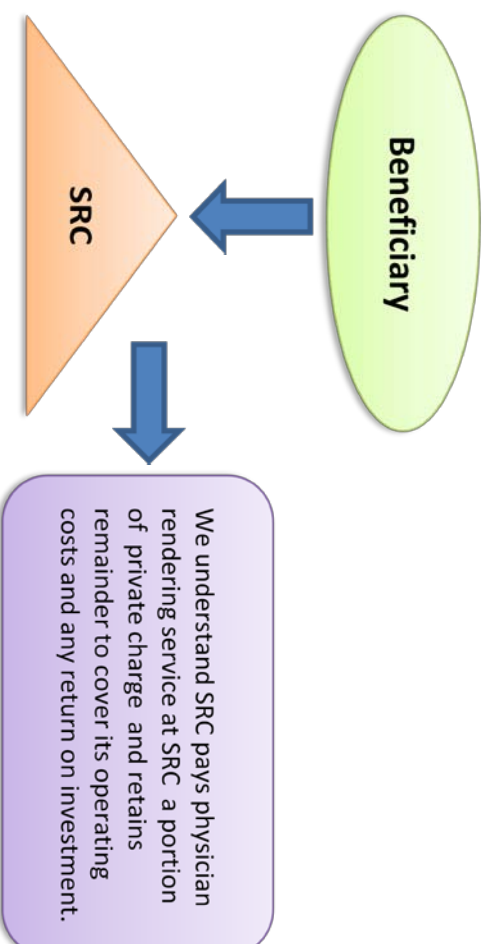 Beneficiary
SRC
We understand SRC pays physician
rendering service at SRC a portion
of private charge and retains
remainder to cover its operating
costs and any return on investment.